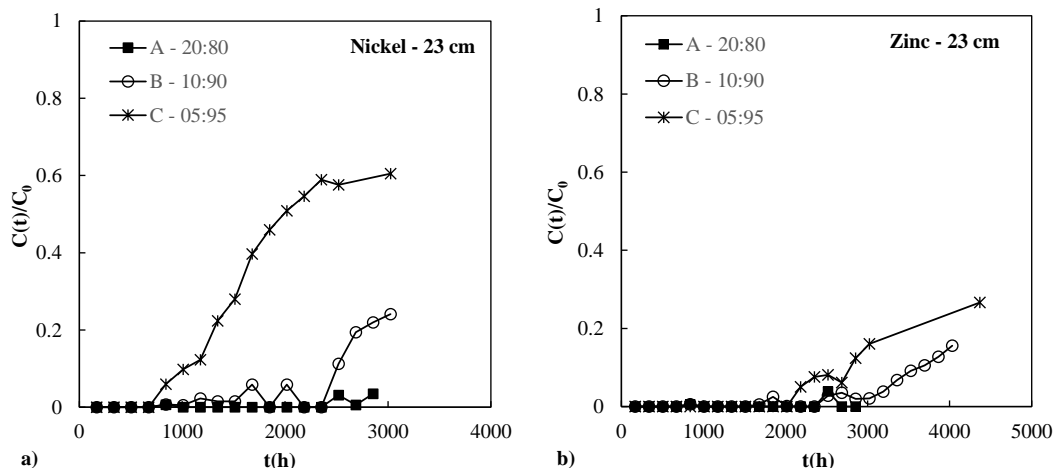 Nickel - 23 cm
A - 20:80
B - 10:90
C - 05:95
1
0.8
0.6
0.4
0.2
0
0 1000 2000 3000 4000
C(t)/C0
t(h)
a)
Zinc - 23 cm
A - 20:80
B - 10:90
C - 05:95
1
0.8
0.6
0.4
0.2
0
0 1000 2000 3000 4000 5000
C(t)/C0
t(h)
b)